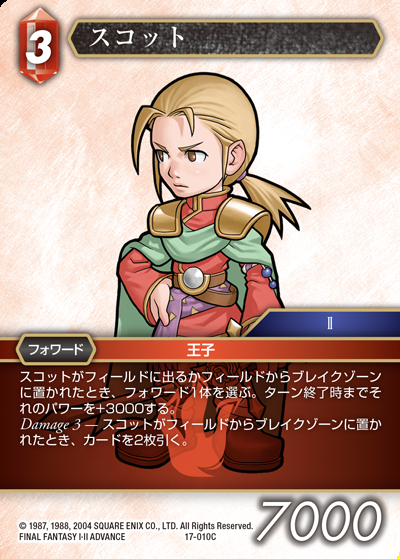 3
スコット
II
フォワード
王子
スコットがフィールドに出るかフィールドからブレイクゾーン
に置かれたとき、フォワード1体を選ぶ。ターン終了時までそ
れのパワーを+3000する。
Damage 3 ― スコットがフィールドからブレイクゾーンに置か
れたとき、カードを2枚引く。
© 1987, 1988, 2004 SQUARE ENIX CO., LTD. All Rights Reserved.
FINAL FANTASY I·II ADVANCE 17-010C
7000